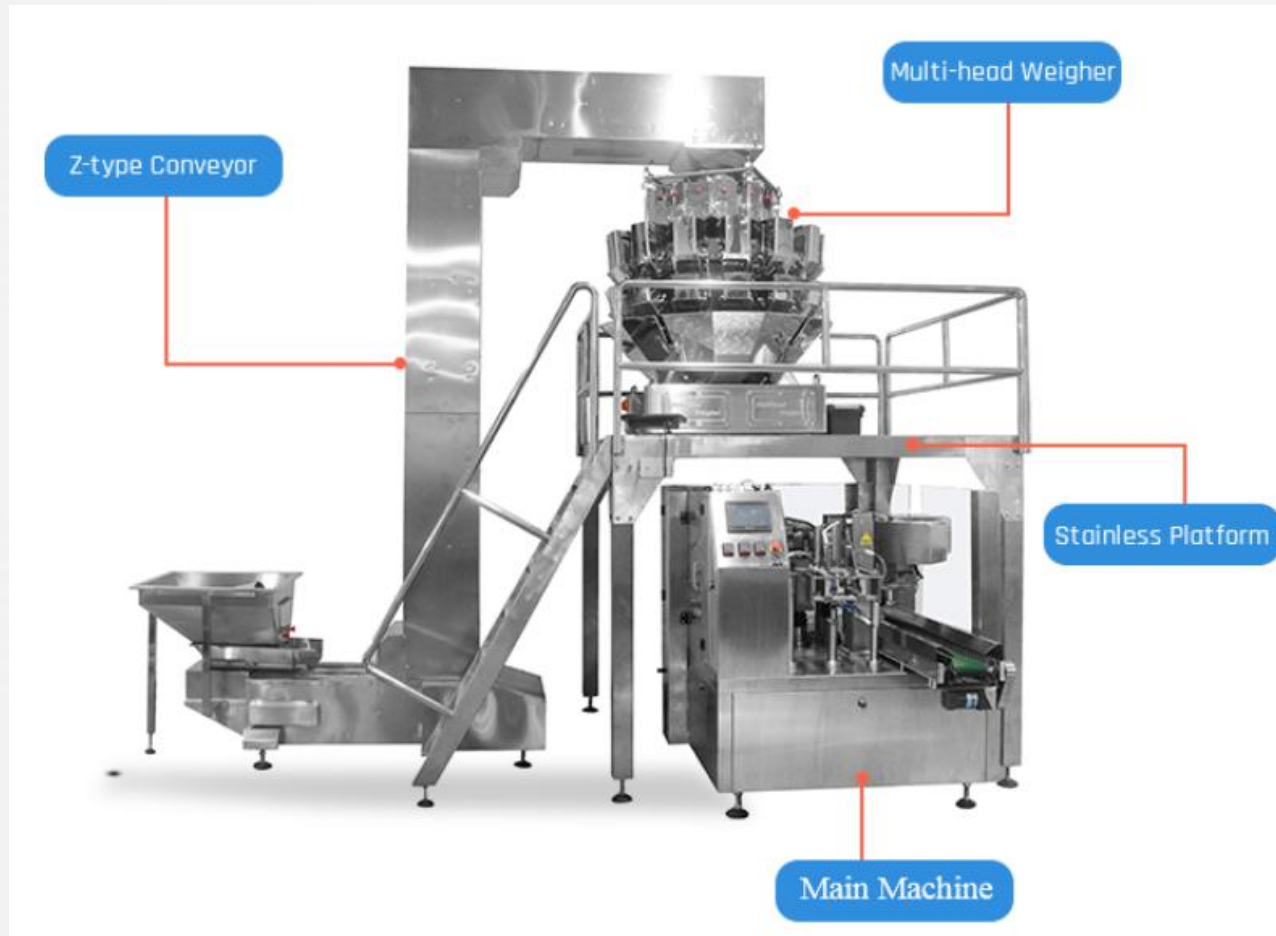 Multi-head Weigher
Z-type Conveyor
Stainless Platform
Main Machine